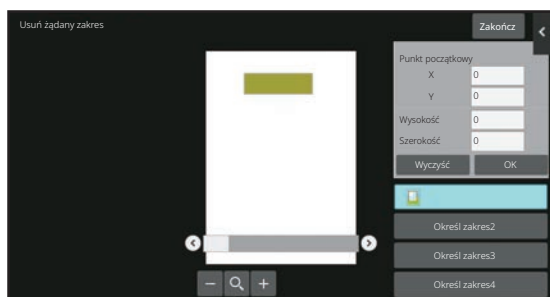 Usuń żądany zakres
Zakończ
Punkt początkowy
X 0
Y 0
Wysokość 0
Szerokość 0
Wyczyść OK
Określ zakres2
Określ zakres3
Określ zakres4